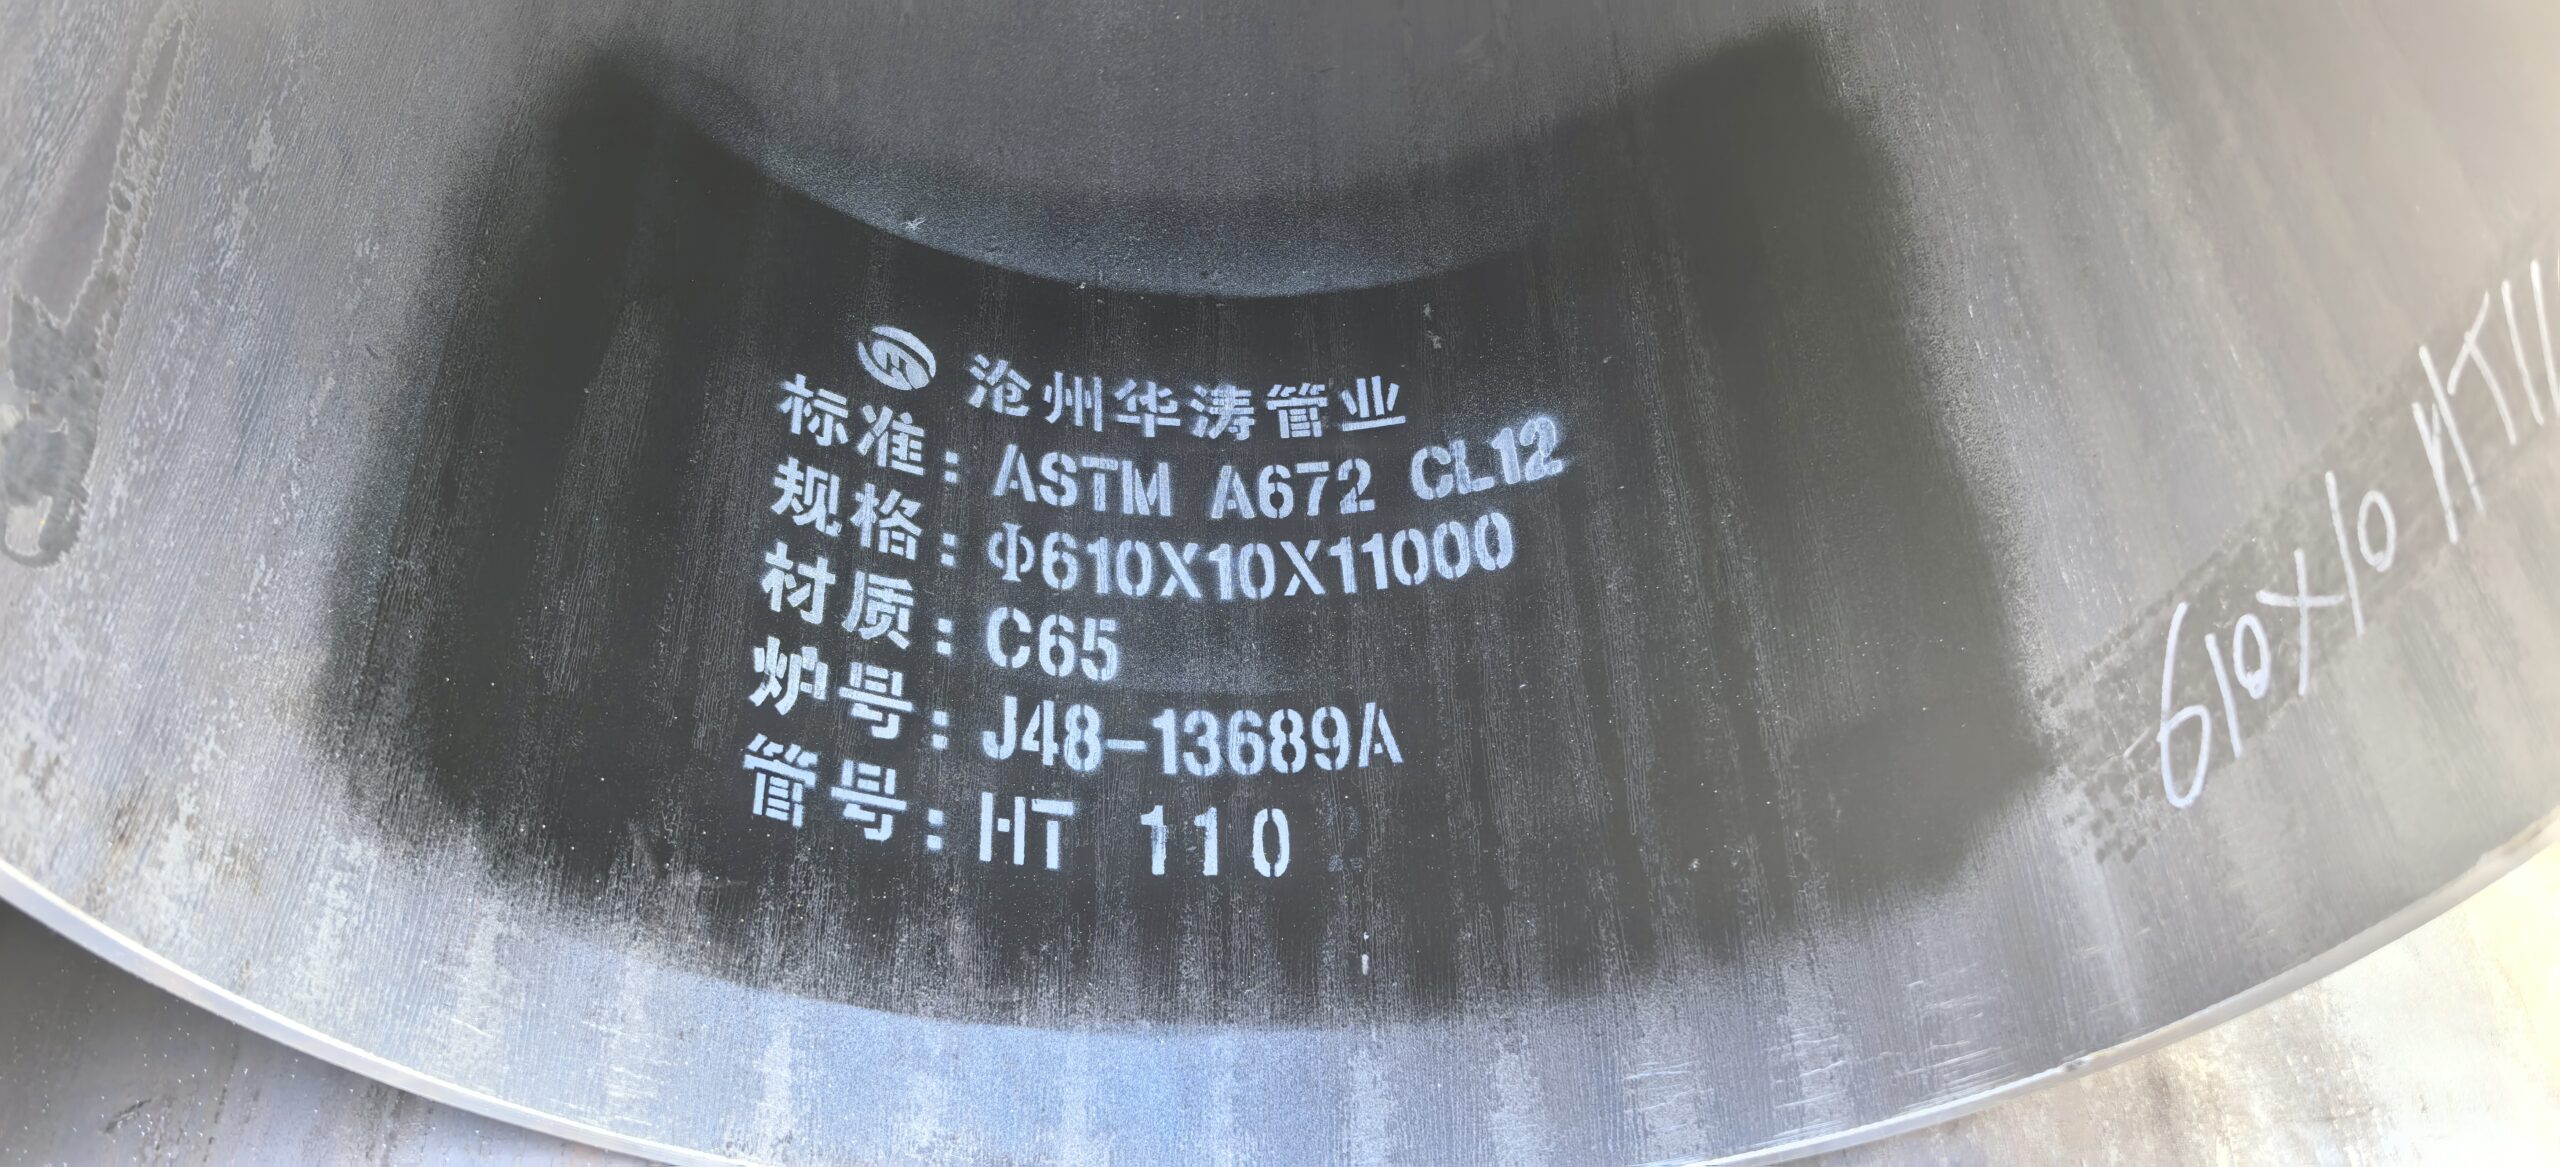 沧州华涛管业
标准: ASTM A672 CL12
规格: Φ610X10X11000
材质: C65
炉号: J48-13689A
管号: HT 110
610X10 HT11